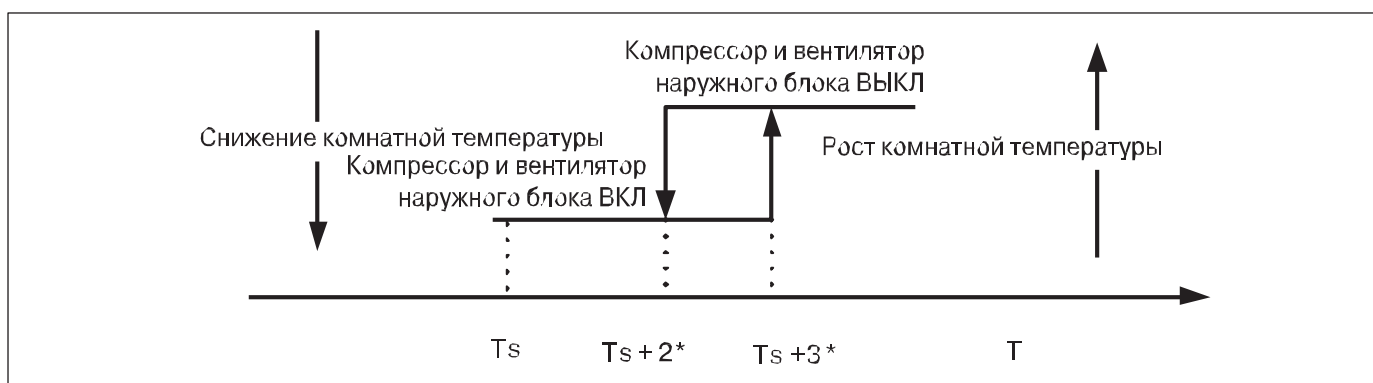 Компрессор и вентилятор
наружного блока ВЫКЛ
Снижение комнатной температуры
Рост комнатной температуры
Компрессор и вентилятор
наружного блока ВКЛ
Ts
Ts + 2*
Ts +3*
T